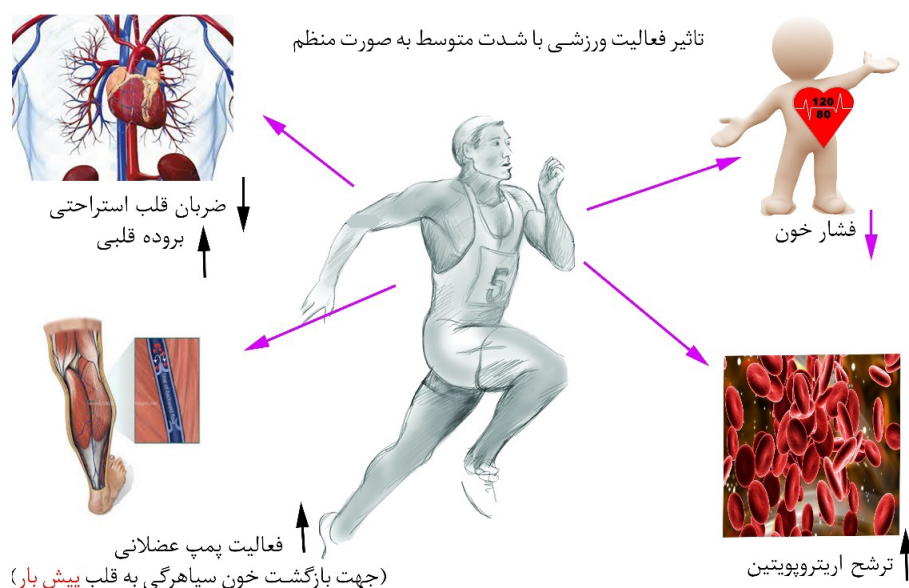 تاثیر فعالیت ورزشی با شدت متوسط به صورت منظم
120
80
فشار خون
ضربان قلب استراحتی
بروده قلبی
5
فعالیت پمپ عضلانی
(جهت بازگشت خون سیاهرگی به قلب پیش بار)
ترشح اریتروپویتین